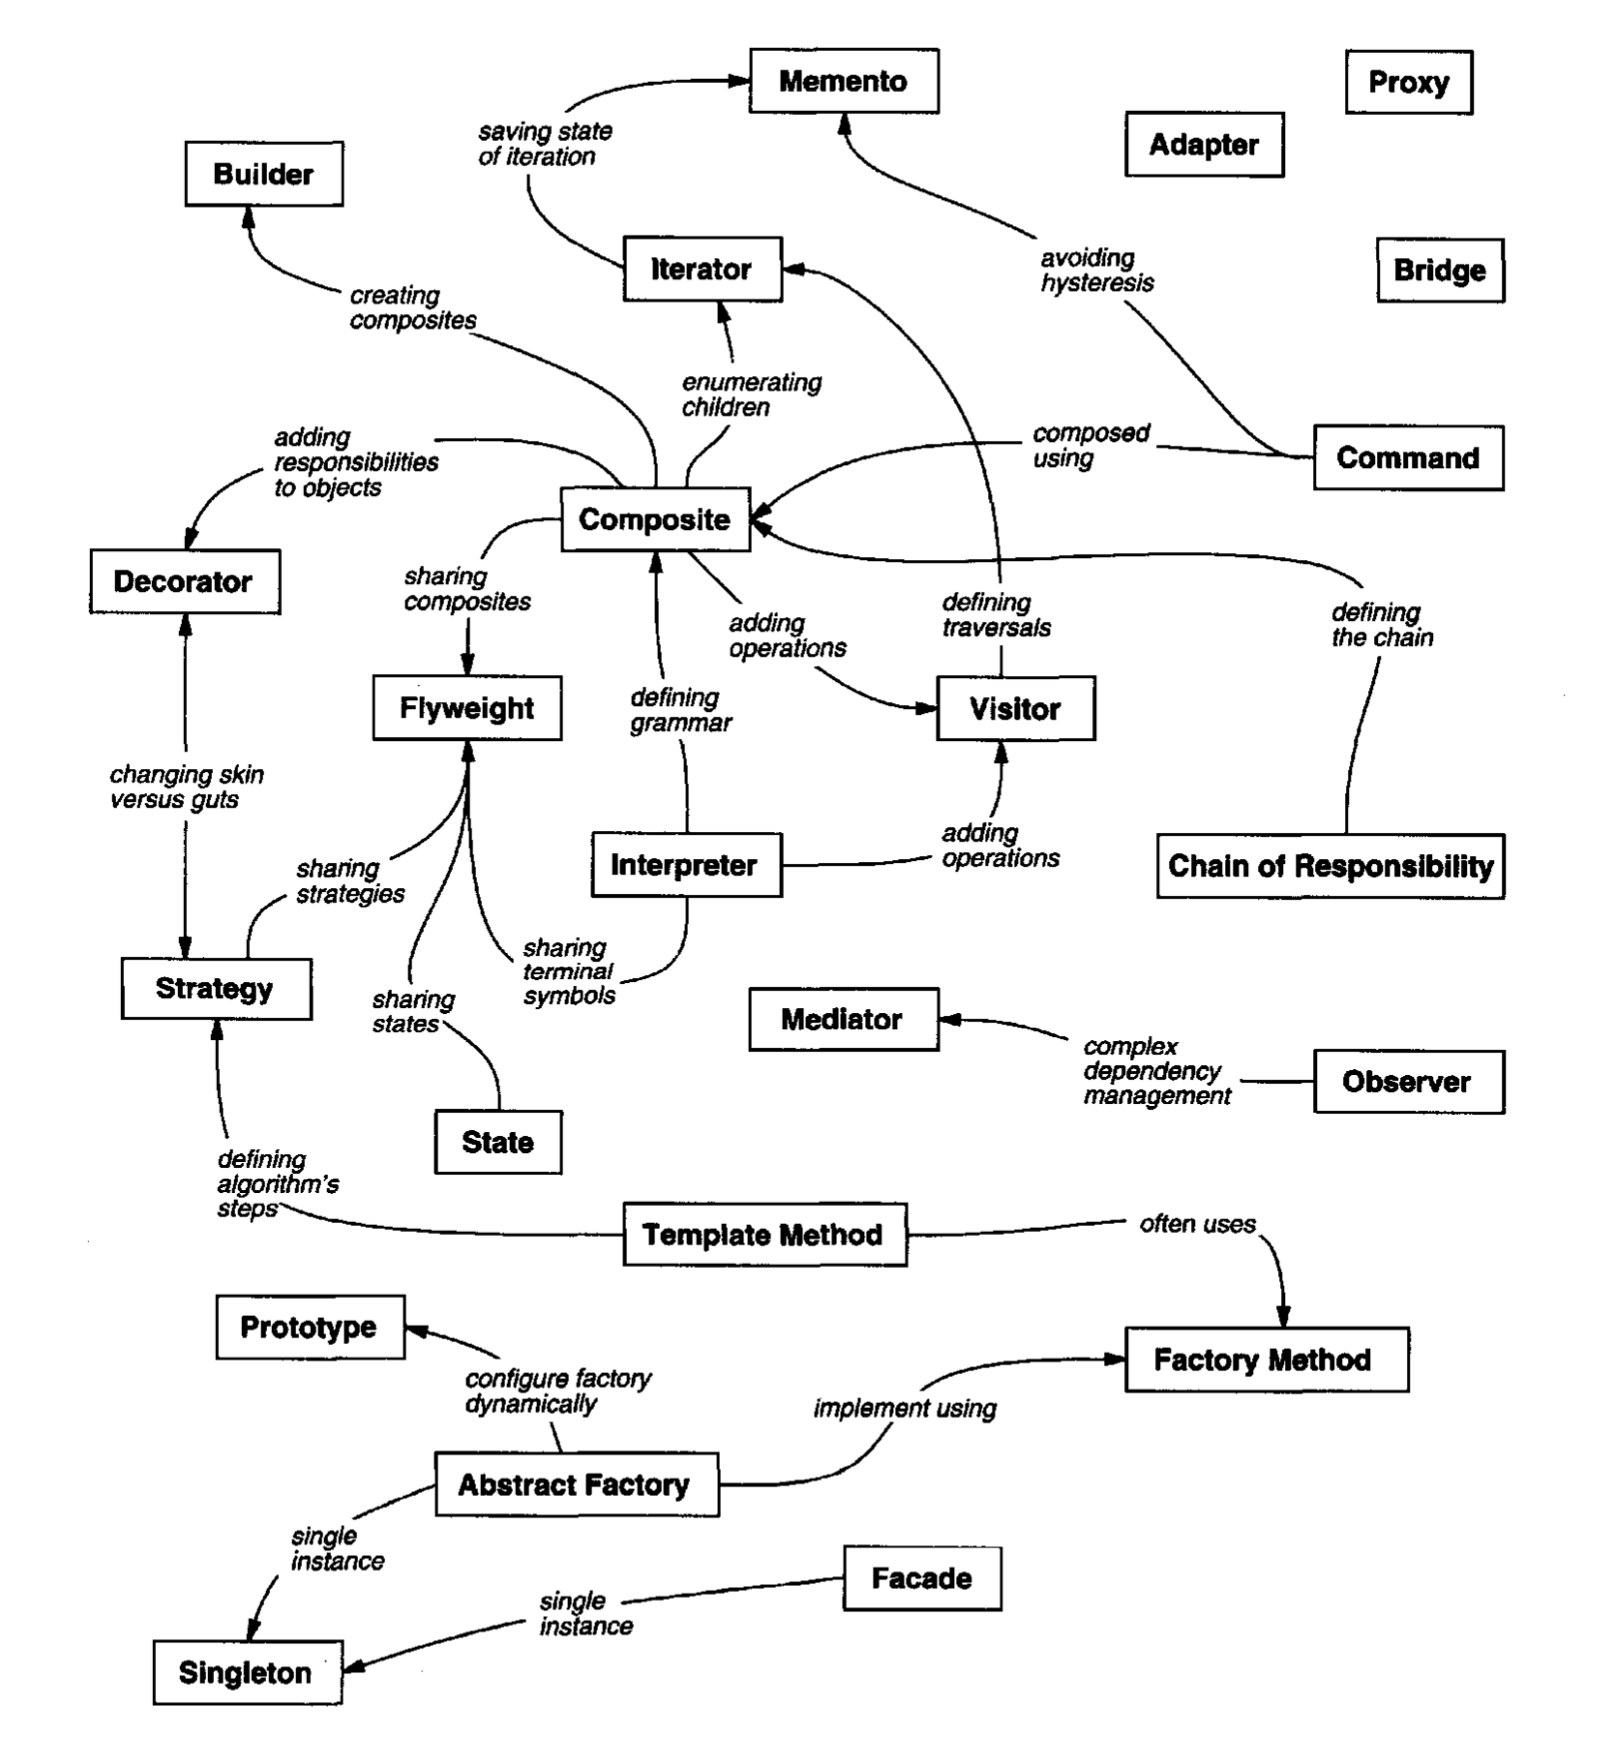 Memento
Proxy
Adapter
saving state
of iteration
Builder
Iterator
avoiding
hysteresis
Bridge
creating
composites
enumerating
children
adding
responsibilities
to objects
composed
using
Command
Composite
Decorator
sharing
composites
adding
operations
defining
traversals
defining
the chain
Flyweight
defining
grammar
Visitor
changing skin
versus guts
sharing
strategies
Interpreter
adding
operations
Chain of Responsibility
Strategy
sharing
terminal
symbols
sharing
states
Mediator
complex
dependency
management
Observer
State
defining
algorithm's
steps
Template Method
often uses
Prototype
Factory Method
configure factory
dynamically
implement using
Abstract Factory
single
instance
Facade
single
instance
Singleton